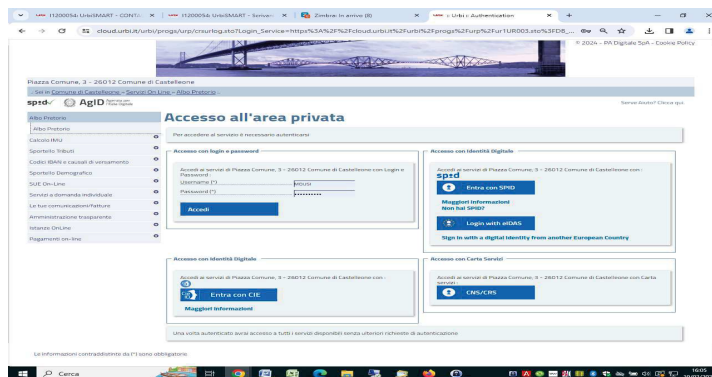 11200054: UrbiSMART - CONT
11200054: UrbiSMART - Scrivan
Zimbra: In arrivo (8)
:: Urbi :: Authentication
cloud.urbi.it/urbi/progs/urp/cnsurlog.sto?Login_Service=https%3A%2F%2Fcloud.urbi.it%2Furbi%2Fprogs%2Furp%2Fur1UR003.sto%3FDB_...
© 2024 - PA Digitale SpA - Cookie Policy
Piazza Comune, 3 - 26012 Comune di Castelleone
Sei in Comune di Castelleone - Servizi On Line - Albo Pretorio
spid
AgID
Serve Aiuto? Clicca qui
Albo Pretorio
Albo Pretorio
Calcolo IMU
Sportello Tributi
Codici IBAN e causali di versamento
Sportello Demografico
SUE On-Line
Servizi a domanda individuale
Le tue comunicazioni/fatture
Amministrazione trasparente
Istanze OnLine
Pagamenti on-line
Accesso all'area privata
Per accedere al servizio è necessario autenticarsi
Accesso con login e password
Accedi ai servizi di Piazza Comune, 3 - 26012 Comune di Castelleone con Login e
Password :
Username (*)
Password (*)
Accedi
Accesso con Identità Digitale
Accedi ai servizi di Piazza Comune, 3 - 26012 Comune di Castelleone con :
spid
Entra con SPID
Maggiori Informazioni
Non hai SPID?
Login with eIDAS
Sign in with a digital identity from another European Country
Accesso con Identità Digitale
Accedi ai servizi di Piazza Comune, 3 - 26012 Comune di Castelleone con :
Entra con CIE
Maggiori Informazioni
Accesso con Carta Servizi
Accedi ai servizi di Piazza Comune, 3 - 26012 Comune di Castelleone con Carta
servizi :
CNS/CRS
Una volta autenticato avrai accesso a tutti i servizi disponibili senza ulteriori richieste di autenticazione
Le informazioni contraddistinte da (*) sono obbligatorie.
Cerca
16:05